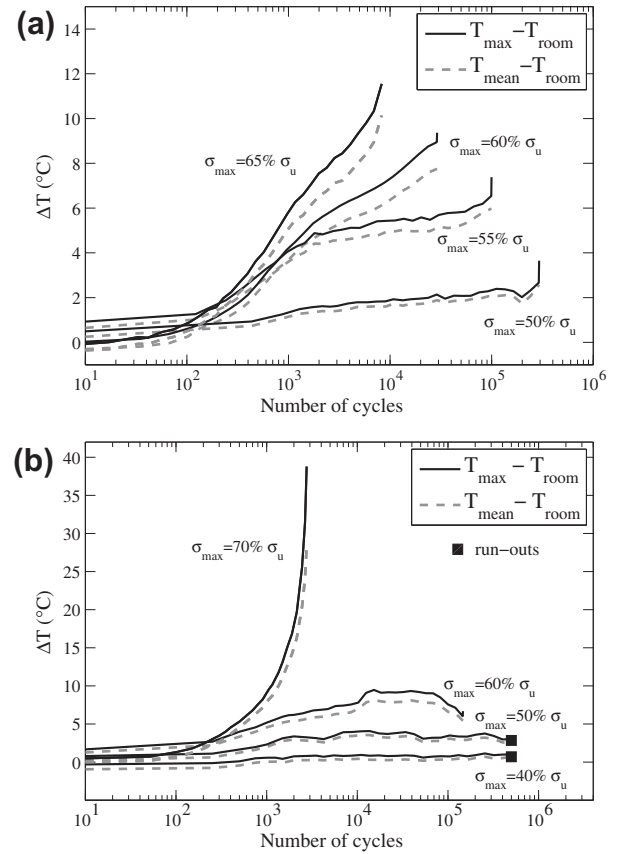 (a)
T_max−T_room
T_mean−T_room
σ_max=65% σ_u
σ_max=60% σ_u
σ_max=55% σ_u
σ_max=50% σ_u
ΔT (°C)
14
12
10
8
6
4
2
0
10^1 10^2 10^3 10^4 10^5 10^6
Number of cycles
(b)
T_max − T_room
T_mean − T_room
run−outs
σ_max=70% σ_u
σ_max=60% σ_u
σ_max=50% σ_u
σ_max=40% σ_u
ΔT (°C)
40
35
30
25
20
15
10
5
0
10^1 10^2 10^3 10^4 10^5 10^6
Number of cycles